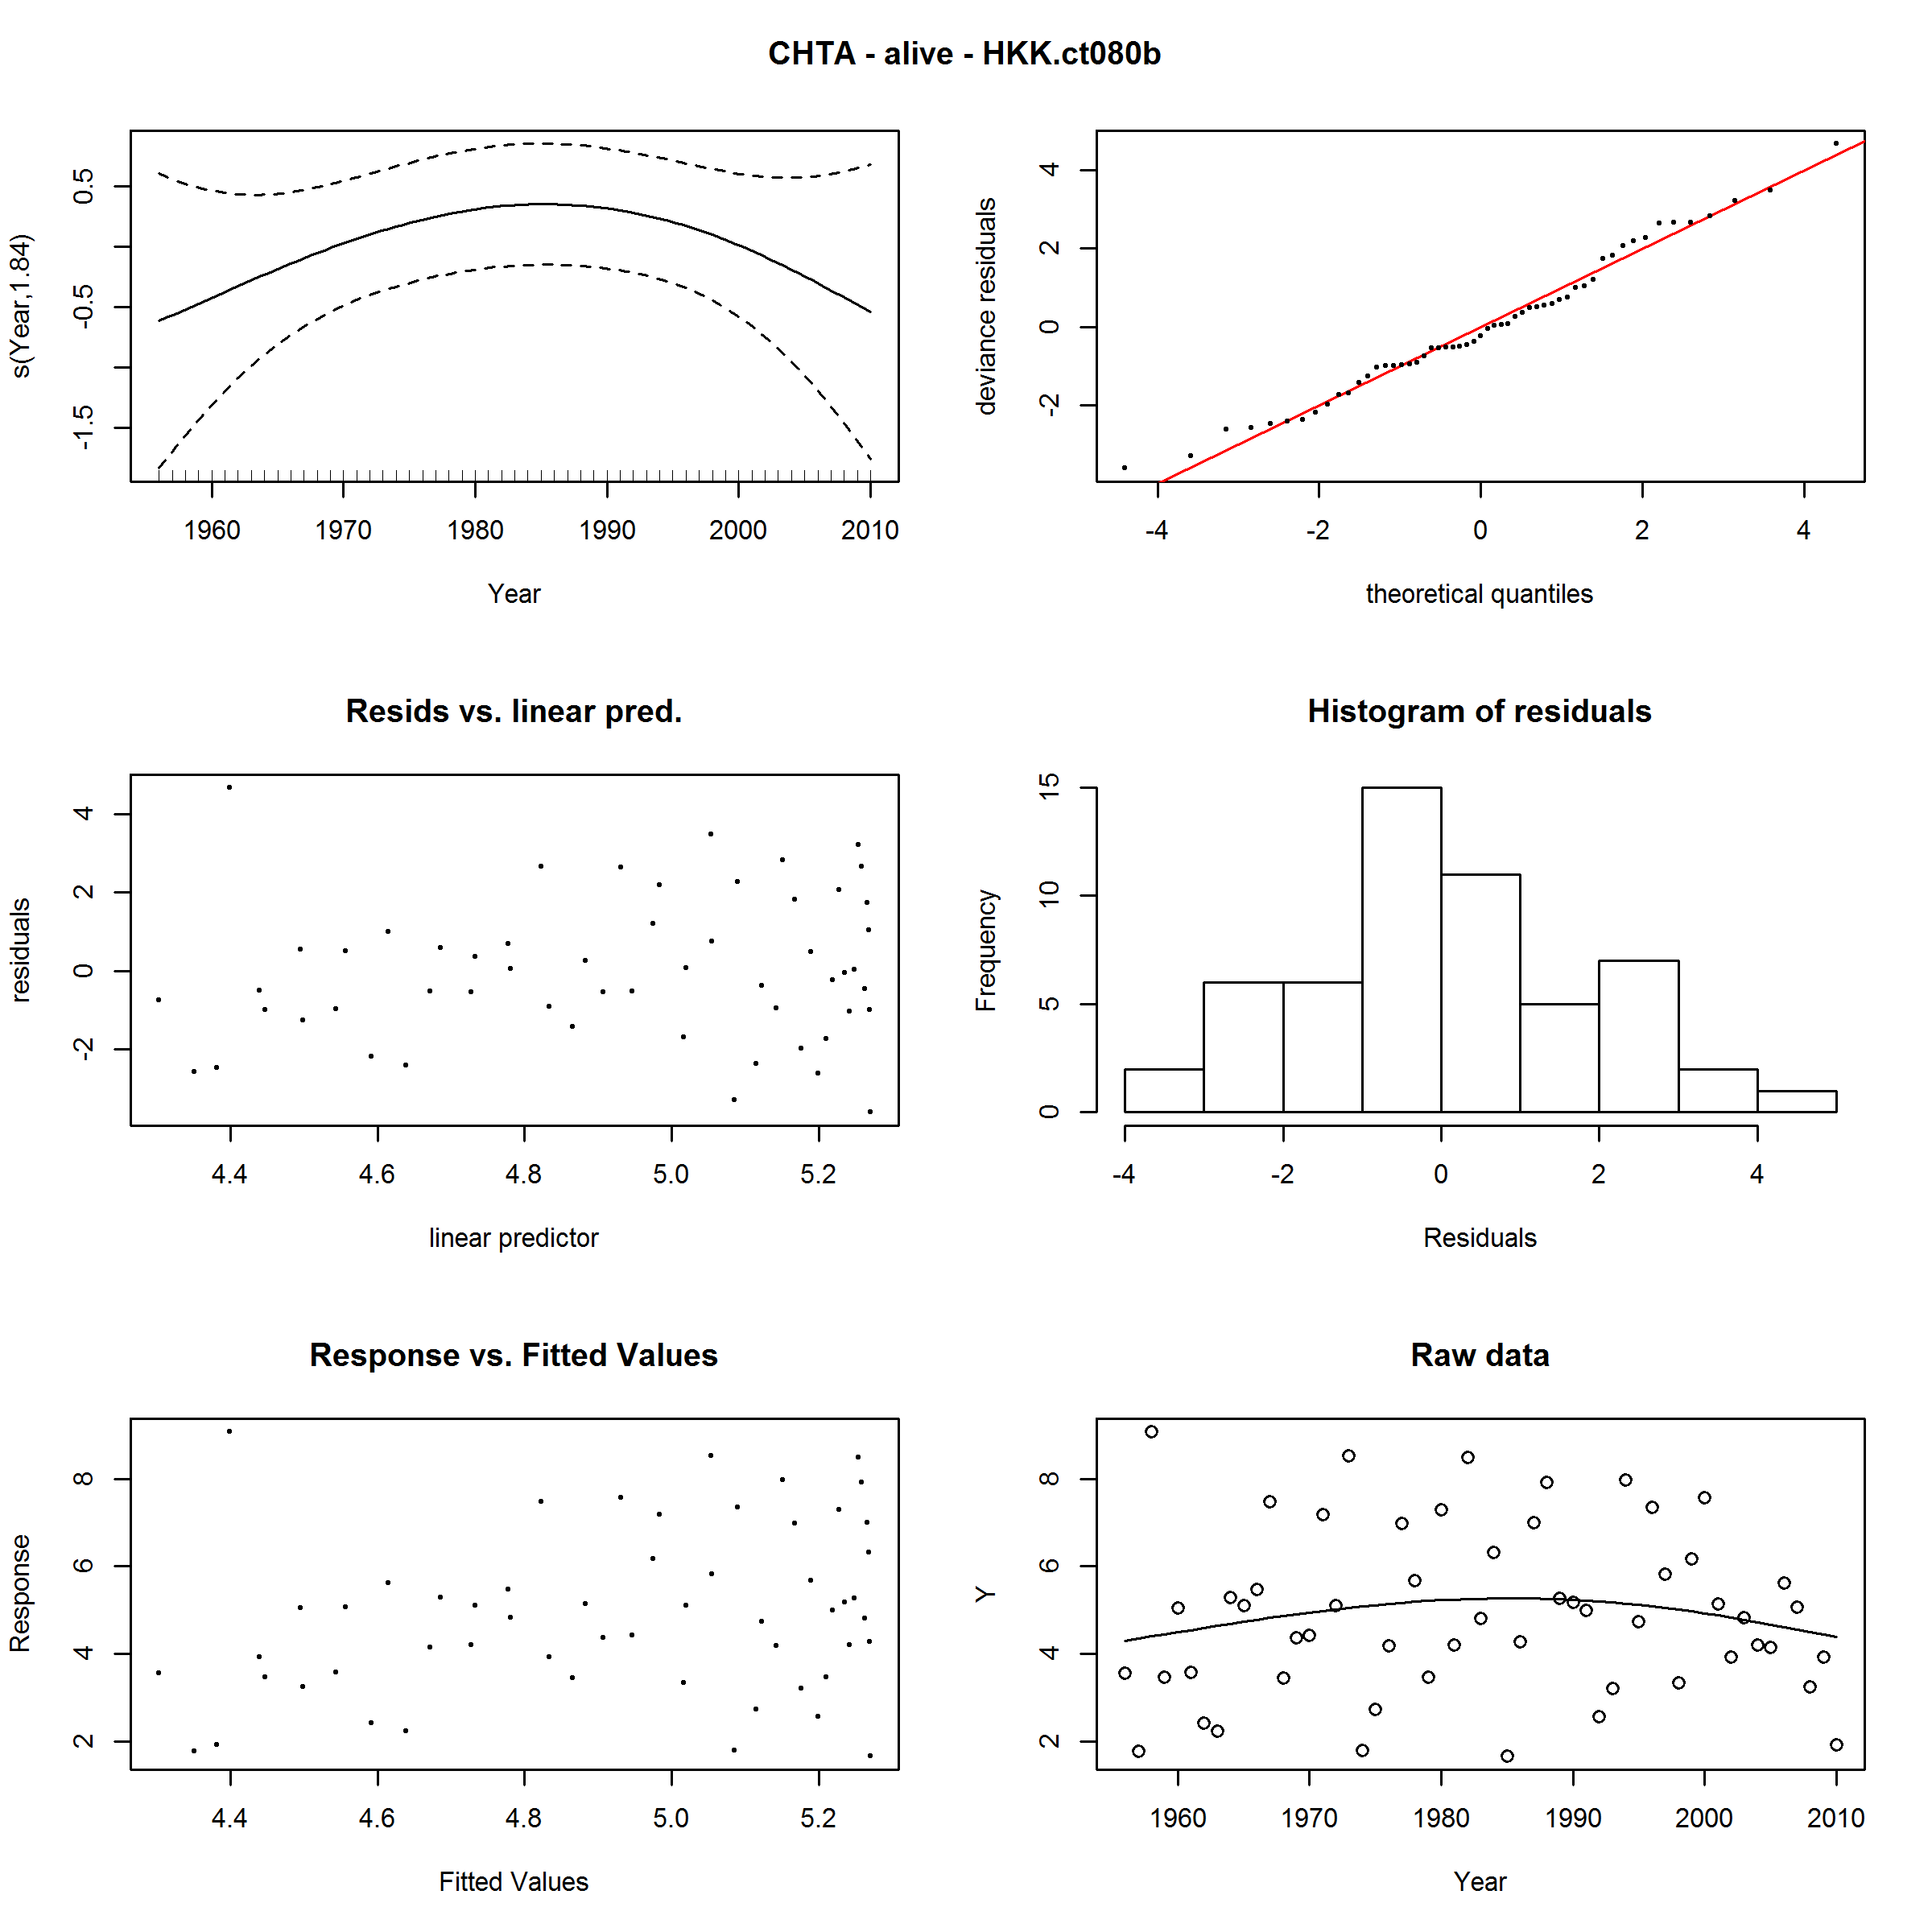 CHTA - alive - HKK.ct080b
s(Year,1.84)
0.5
-0.5
-1.5
1960 1970 1980 1990 2000 2010
Year
deviance residuals
4
2
0
-2
-4 -2 0 2 4
theoretical quantiles
Resids vs. linear pred.
residuals
4
2
0
-2
4.4 4.6 4.8 5.0 5.2
linear predictor
Histogram of residuals
Frequency
15
10
5
0
-4 -2 0 2 4
Residuals
Response vs. Fitted Values
Response
8
6
4
2
4.4 4.6 4.8 5.0 5.2
Fitted Values
Raw data
Y
8
6
4
2
1960 1970 1980 1990 2000 2010
Year